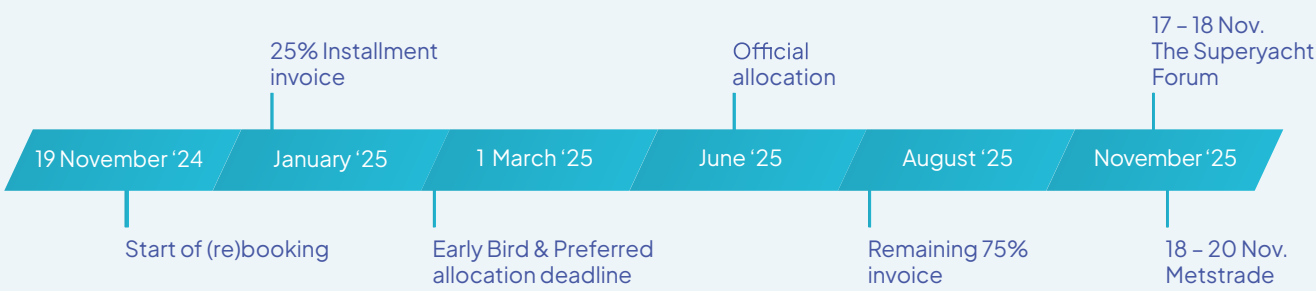 17 – 18 Nov.
The Superyacht
Forum
25% Installment
invoice
Official
allocation
19 November ‘24
January ‘25
1 March ‘25
June ‘25
August ‘25
November ‘25
Start of (re)booking
Early Bird & Preferred
allocation deadline
Remaining 75%
invoice
18 – 20 Nov.
Metstrade